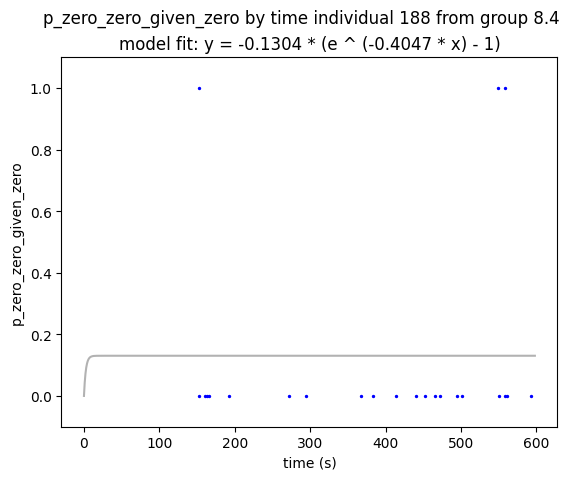 p_zero_zero_given_zero by time individual 188 from group 8.4
model fit: y = -0.1304 * (e ^ (-0.4047 * x) - 1)
p_zero_zero_given_zero
1.0
0.8
0.6
0.4
0.2
0.0
0 100 200 300 400 500 600
time (s)